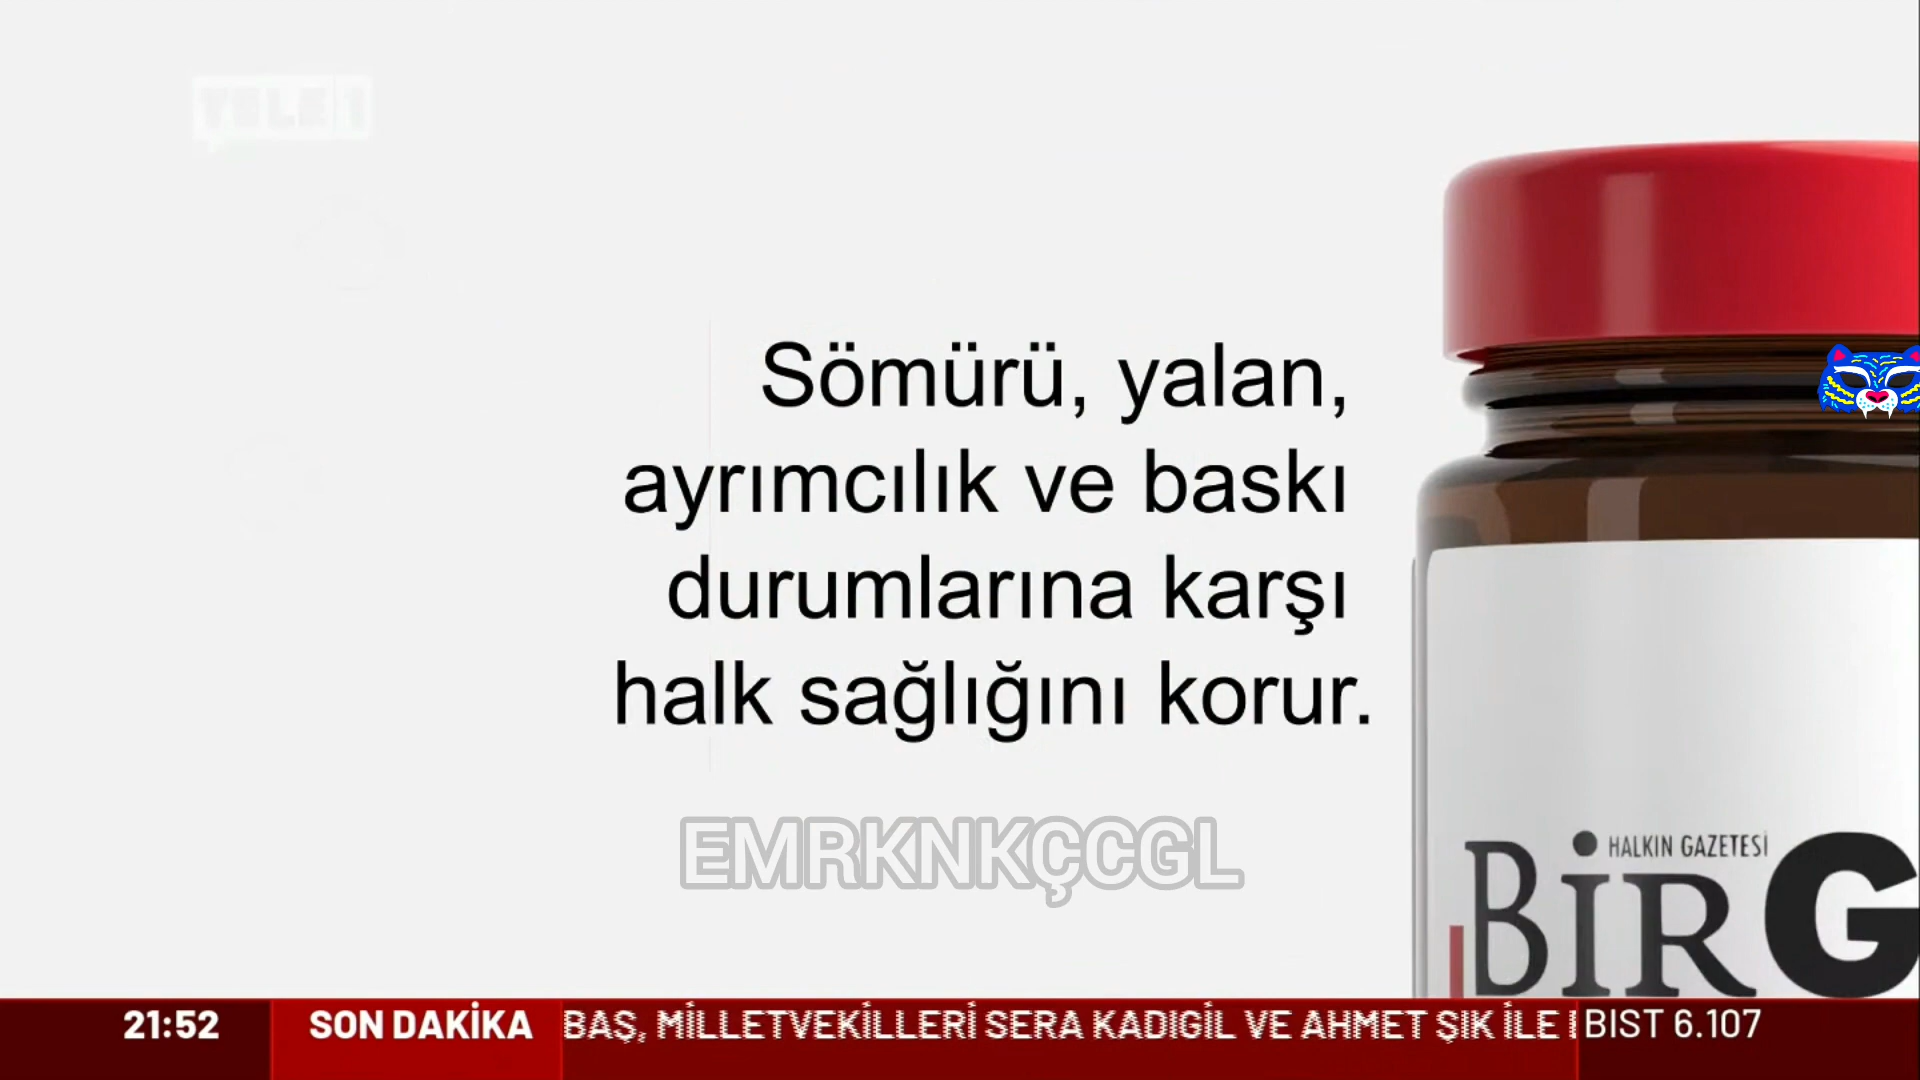 TELE1
Sömürü, yalan,
ayrımcılık ve baskı
durumlarına karşı
halk sağlığını korur.
EMRKNKÇCGL
HALKIN GAZETESİ
BİRG
21:52 SON DAKİKA BAŞ, MİLLETVEKİLLERİ SERA KADIGİL VE AHMET ŞIK İLE BIST 6.107